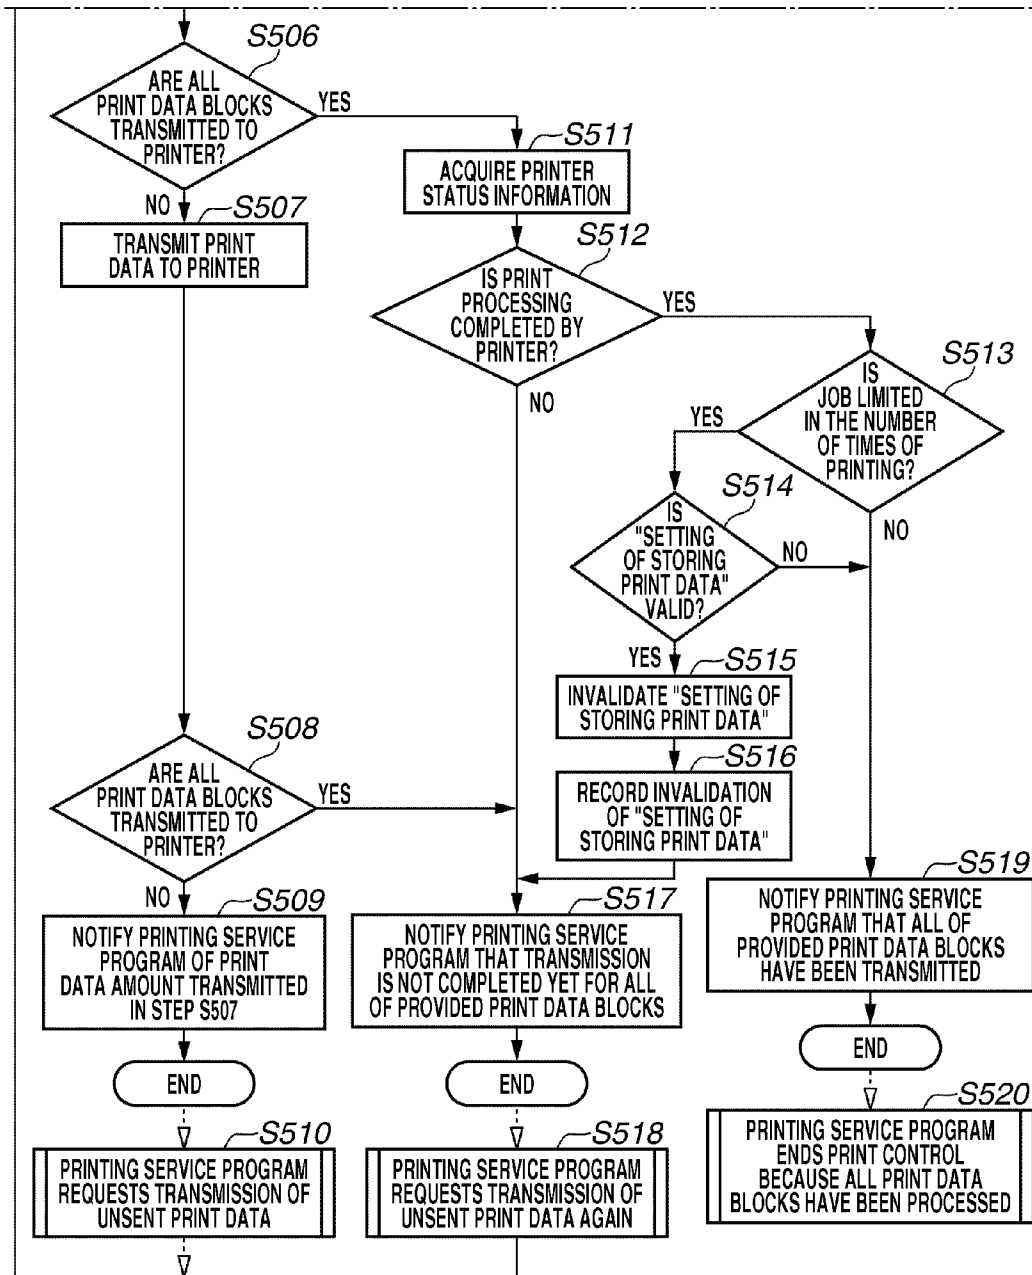 S506
ARE ALL
PRINT DATA BLOCKS
TRANSMITTED TO
PRINTER?
YES
NO
S511
ACQUIRE PRINTER
STATUS INFORMATION
S507
TRANSMIT PRINT
DATA TO PRINTER
S512
IS PRINT
PROCESSING
COMPLETED BY
PRINTER?
YES
NO
S513
IS
JOB LIMITED
IN THE NUMBER
OF TIMES OF
PRINTING?
YES
NO
S514
IS
"SETTING
OF STORING
PRINT DATA"
VALID?
NO
YES
S515
INVALIDATE "SETTING OF
STORING PRINT DATA"
S516
RECORD INVALIDATION
OF "SETTING OF
STORING PRINT DATA"
S508
ARE ALL
PRINT DATA BLOCKS
TRANSMITTED TO
PRINTER?
YES
NO
S509
NOTIFY PRINTING SERVICE
PROGRAM OF PRINT
DATA AMOUNT TRANSMITTED
IN STEP S507
S517
NOTIFY PRINTING SERVICE
PROGRAM THAT TRANSMISSION
IS NOT COMPLETED YET FOR ALL
OF PROVIDED PRINT DATA BLOCKS
S519
NOTIFY PRINTING SERVICE
PROGRAM THAT ALL OF
PROVIDED PRINT DATA BLOCKS
HAVE BEEN TRANSMITTED
END
END
END
S510
PRINTING SERVICE PROGRAM
REQUESTS TRANSMISSION OF
UNSENT PRINT DATA
S518
PRINTING SERVICE PROGRAM
REQUESTS TRANSMISSION OF
UNSENT PRINT DATA AGAIN
S520
PRINTING SERVICE PROGRAM
ENDS PRINT CONTROL
BECAUSE ALL PRINT DATA
BLOCKS HAVE BEEN PROCESSED